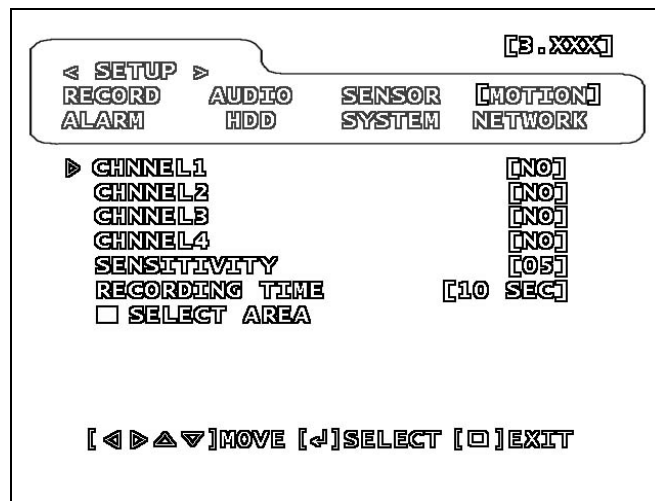 [3.XXX]
< SETUP >
RECORD AUDIO SENSOR [MOTION]
ALARM HDD SYSTEM NETWORK
▷ CHNNEL1 [NO]
CHNNEL2 [NO]
CHNNEL3 [NO]
CHNNEL4 [NO]
SENSITIVITY [05]
RECORDING TIME [10 SEC]
□ SELECT AREA
[◁▷△▽]MOVE [↲]SELECT [□]EXIT